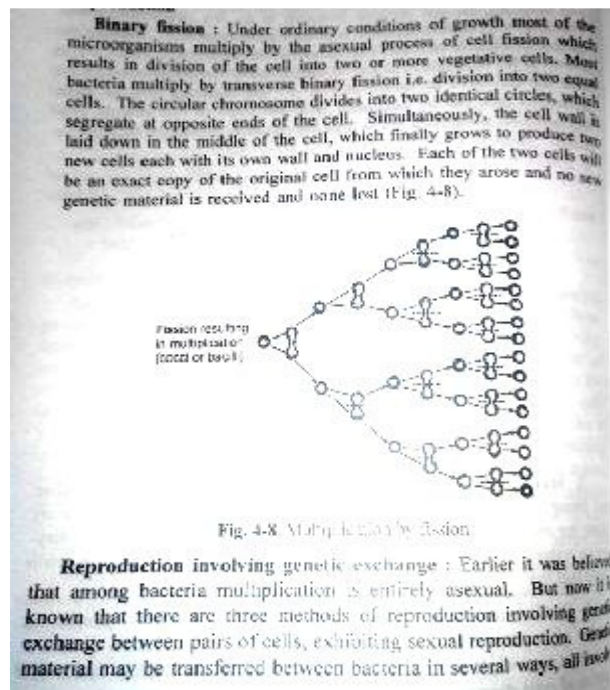 Binary fission : Under ordinary conditions of growth most of the
microorganisms multiply by the asexual process of cell fission which
results in division of the cell into two or more vegetative cells. Most
bacteria multiply by transverse binary fission i.e. division into two equal
cells. The circular chromosome divides into two identical circles, which
segregate at opposite ends of the cell. Simultaneously, the cell wall is
laid down in the middle of the cell, which finally grows to produce two
new cells each with its own wall and nucleus. Each of the two cells will
be an exact copy of the original cell from which they arose and no new
genetic material is received and none lost (Fig. 4-8).
Fission resulting
in multiplication
(cocci or bacilli)
Fig. 4-8. Multiplication by fission
Reproduction involving genetic exchange : Earlier it was believed
that among bacteria multiplication is entirely asexual. But now it is
known that there are three methods of reproduction involving
exchange between pairs of cells, exhibiting sexual reproduction.
material may be transferred between bacteria in several ways, all